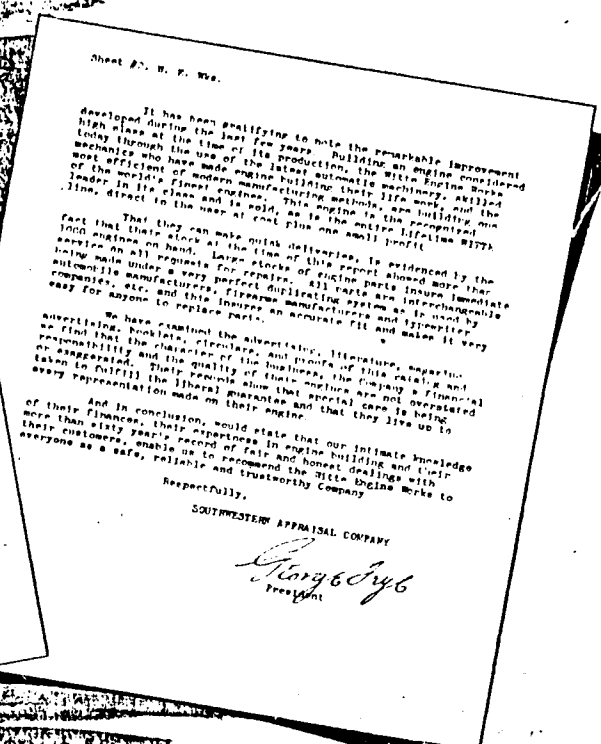 Sheet #2. W. E. Wks.
It has been gratifying to note the remarkable improvement
developed during the last few years. Building an engine considered
high class at the time of its production, the Witte Engine Works
today through the use of the latest automatic machinery, skilled
mechanics who have made engine building their life work, and the
most efficient of modern manufacturing methods, are building one
of the world's finest engines. This engine is the recognized
leader in its class and is sold, as is the entire Lifetime WITTE
line, direct to the user at cost plus one small profit
That they can make quick deliveries, is evidenced by the
fact that their stock at the time of this report showed more than
1000 engines on hand. Large stocks of engine parts insure immediate
service on all requests for repairs. All parts are interchangeable
being made under a very perfect duplicating system as is used by
automobile manufacturers, firearms manufacturers and typewriter
companies, etc. and this insures an accurate fit and makes it very
easy for anyone to replace parts.
We have examined the advertising, literature, magazine
advertising, booklets, circulars, and proofs of this and
we find that the character of the business, the Company's financial
responsibility and the quality of their engines are not overstated
or exaggerated. Their records show that special care is being
taken to fulfill the liberal guarantee and that they live up to
every representation made on their engine.
And in conclusion, would state that our intimate knowledge
of their finances, their expertness in engine building and their
more than sixty year's record of fair and honest dealings with
their customers, enable us to recommend the Witte Engine Works to
everyone as a safe, reliable and trustworthy Company
Respectfully,
SOUTHWESTERN APPRAISAL COMPANY
George
President